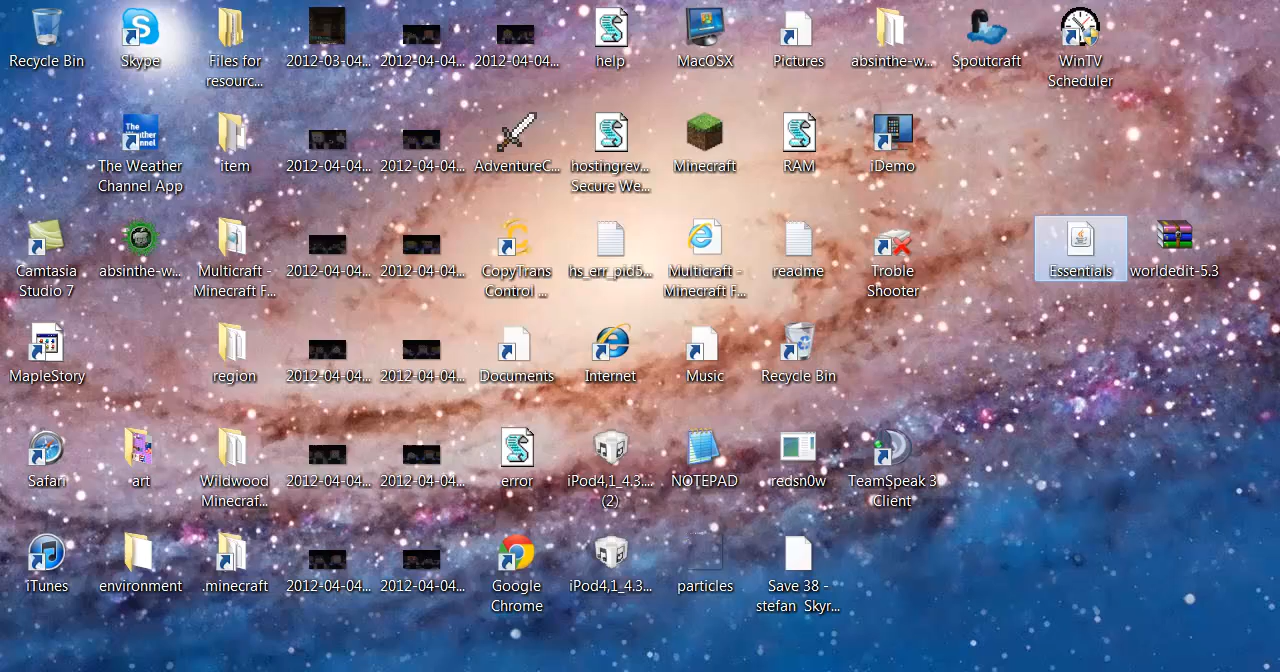 Recycle Bin
Skype
Files for
resourc...
2012-03-04...
2012-04-04...
2012-04-04...
help
MacOSX
Pictures
absinthe-w...
Spoutcraft
WinTV
Scheduler
The Weather
Channel
The Weather
Channel App
item
2012-04-04...
2012-04-04...
AdventureC...
hostingrev...
Secure We...
Minecraft
RAM
iDemo
Camtasia
Studio 7
absinthe-w...
Multicraft -
Minecraft F...
2012-04-04...
2012-04-04...
CopyTrans
Control ...
hs_err_pid5...
Multicraft -
Minecraft F...
readme
Troble
Shooter
Essentials
worldedit-5.3
MapleStory
region
2012-04-04...
2012-04-04...
Documents
Internet
Music
Recycle Bin
Safari
art
Wildwood
Minecraf...
2012-04-04...
2012-04-04...
error
iPod4,1_4.3....
(2)
NOTEPAD
redsn0w
TeamSpeak 3
Client
iTunes
environment
.minecraft
2012-04-04...
2012-04-04...
Google
Chrome
iPod4,1_4.3...
particles
Save 38 -
stefan Skyr...